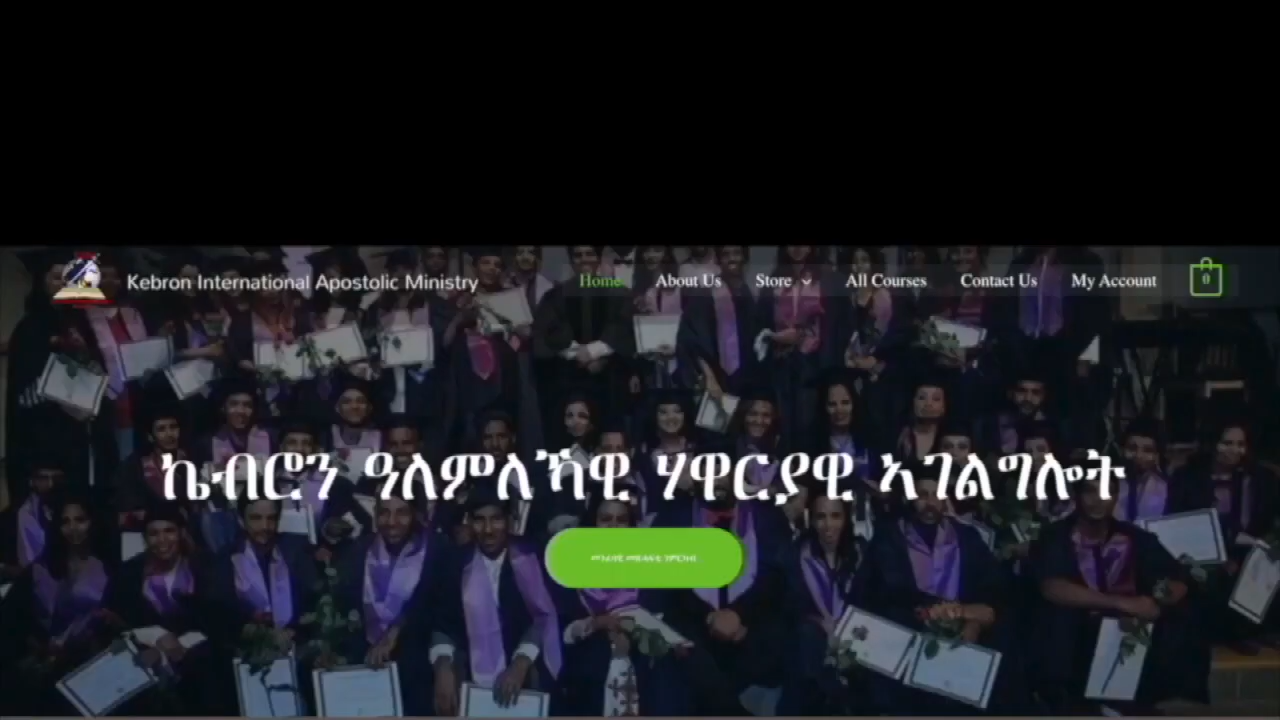 Kebron International Apostolic Ministry
Home
About Us
Store
All Courses
Contact Us
My Account
0
ኬብሮን ዓለምለኻዊ ሃዋርያዊ ኣገልግሎት